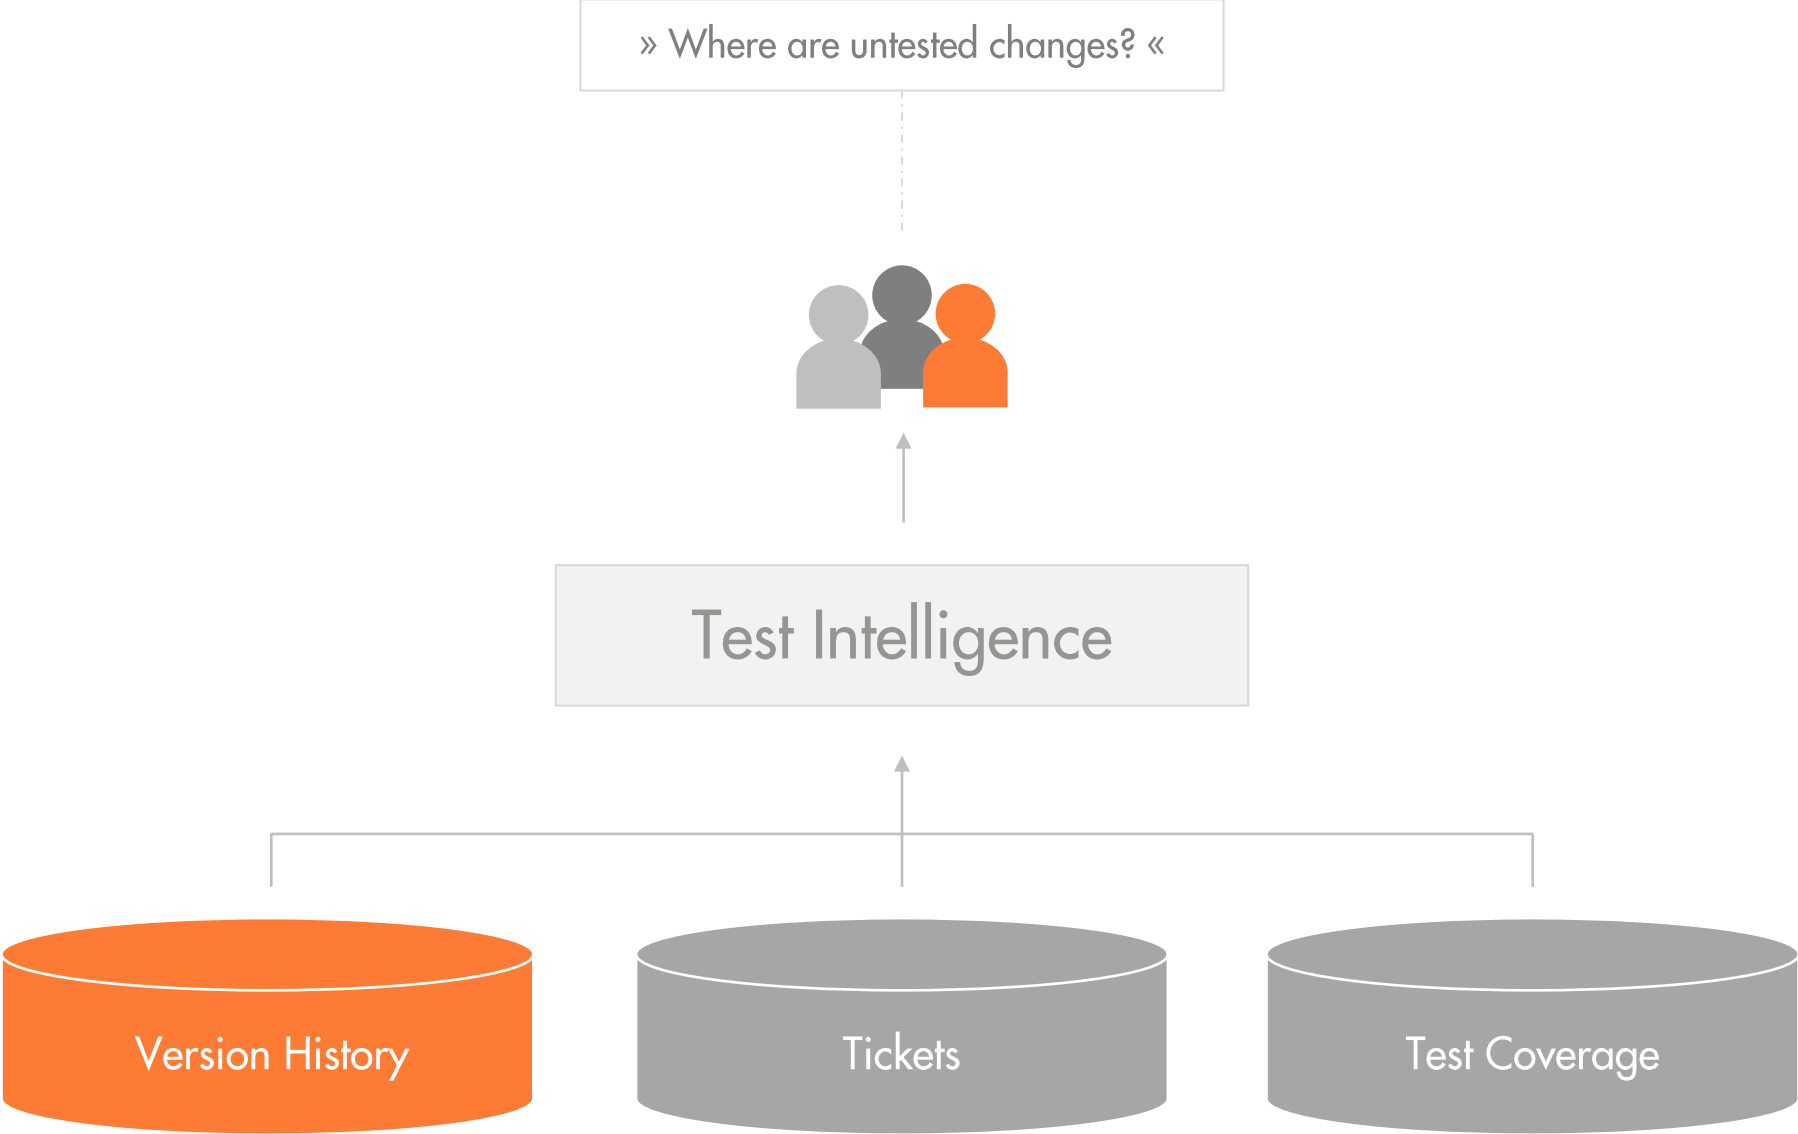 » Where are untested changes? «
Test Intelligence
Version History
Tickets
Test Coverage